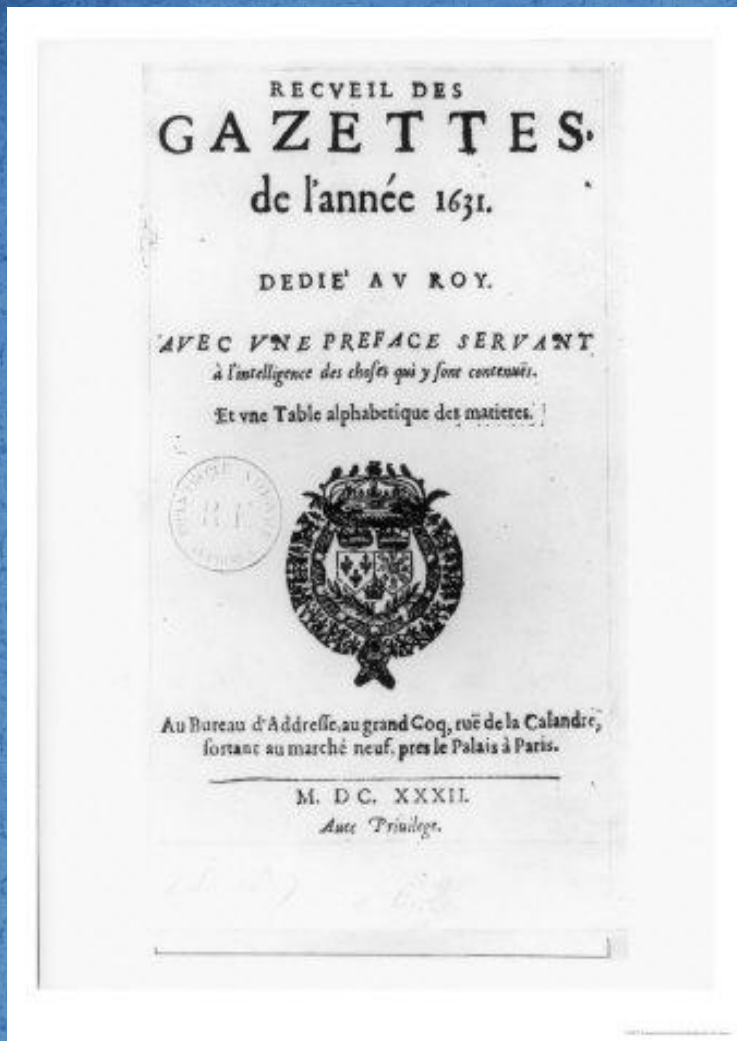 RECVEIL DES
GAZETTES.
de l'année 1631.
DEDIE' AV ROY.
AVEC VNE PREFACE SERVANT
à l'intelligence des choſes qui y ſont contenuës.
Et vne Table alphabetique des matieres.
R F
Au Bureau d'Addreſſe, au grand Coq, ruë de la Calandre,
ſortant au marché neuf, pres le Palais à Paris.
M. DC. XXXII.
Auec Priuilege.